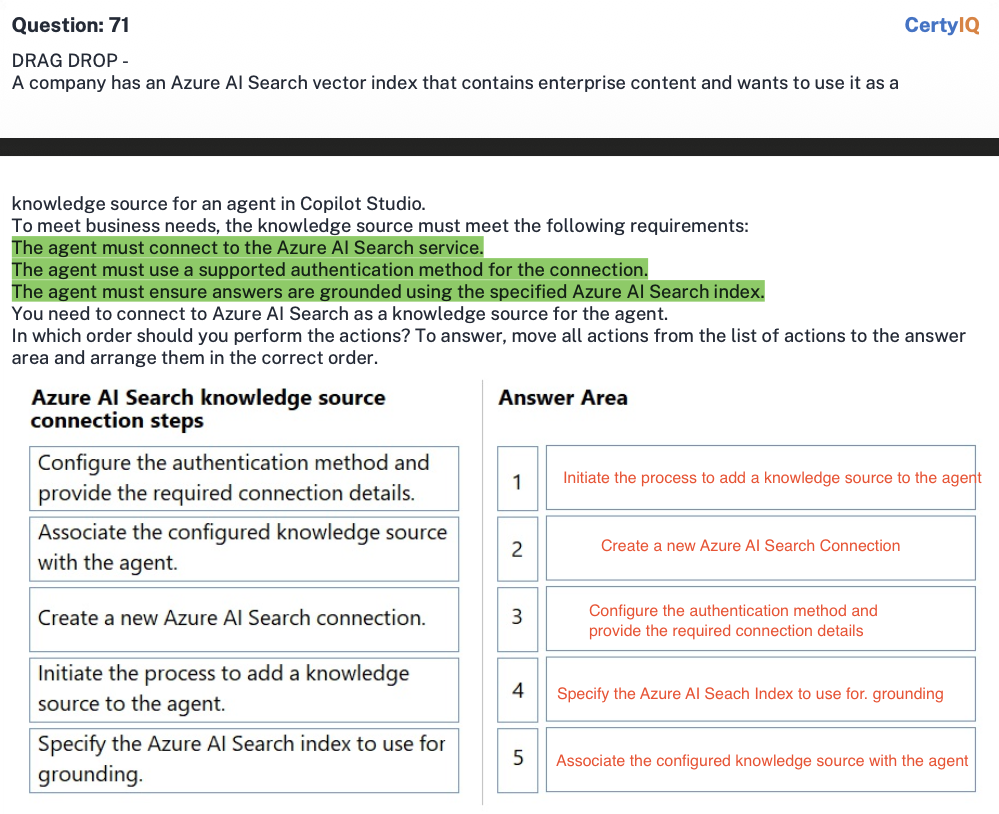 Question: 71
CertyIQ
DRAG DROP -
A company has an Azure AI Search vector index that contains enterprise content and wants to use it as a
knowledge source for an agent in Copilot Studio.
To meet business needs, the knowledge source must meet the following requirements:
The agent must connect to the Azure AI Search service.
The agent must use a supported authentication method for the connection.
The agent must ensure answers are grounded using the specified Azure AI Search index.
You need to connect to Azure AI Search as a knowledge source for the agent.
In which order should you perform the actions? To answer, move all actions from the list of actions to the answer
area and arrange them in the correct order.
Azure AI Search knowledge source
connection steps
Configure the authentication method and
provide the required connection details.
Associate the configured knowledge source
with the agent.
Create a new Azure AI Search connection.
Initiate the process to add a knowledge
source to the agent.
Specify the Azure AI Search index to use for
grounding.
Answer Area
1
Initiate the process to add a knowledge source to the agent
2
Create a new Azure AI Search Connection
3
Configure the authentication method and
provide the required connection details
4
Specify the Azure AI Seach Index to use for. grounding
5
Associate the configured knowledge source with the agent